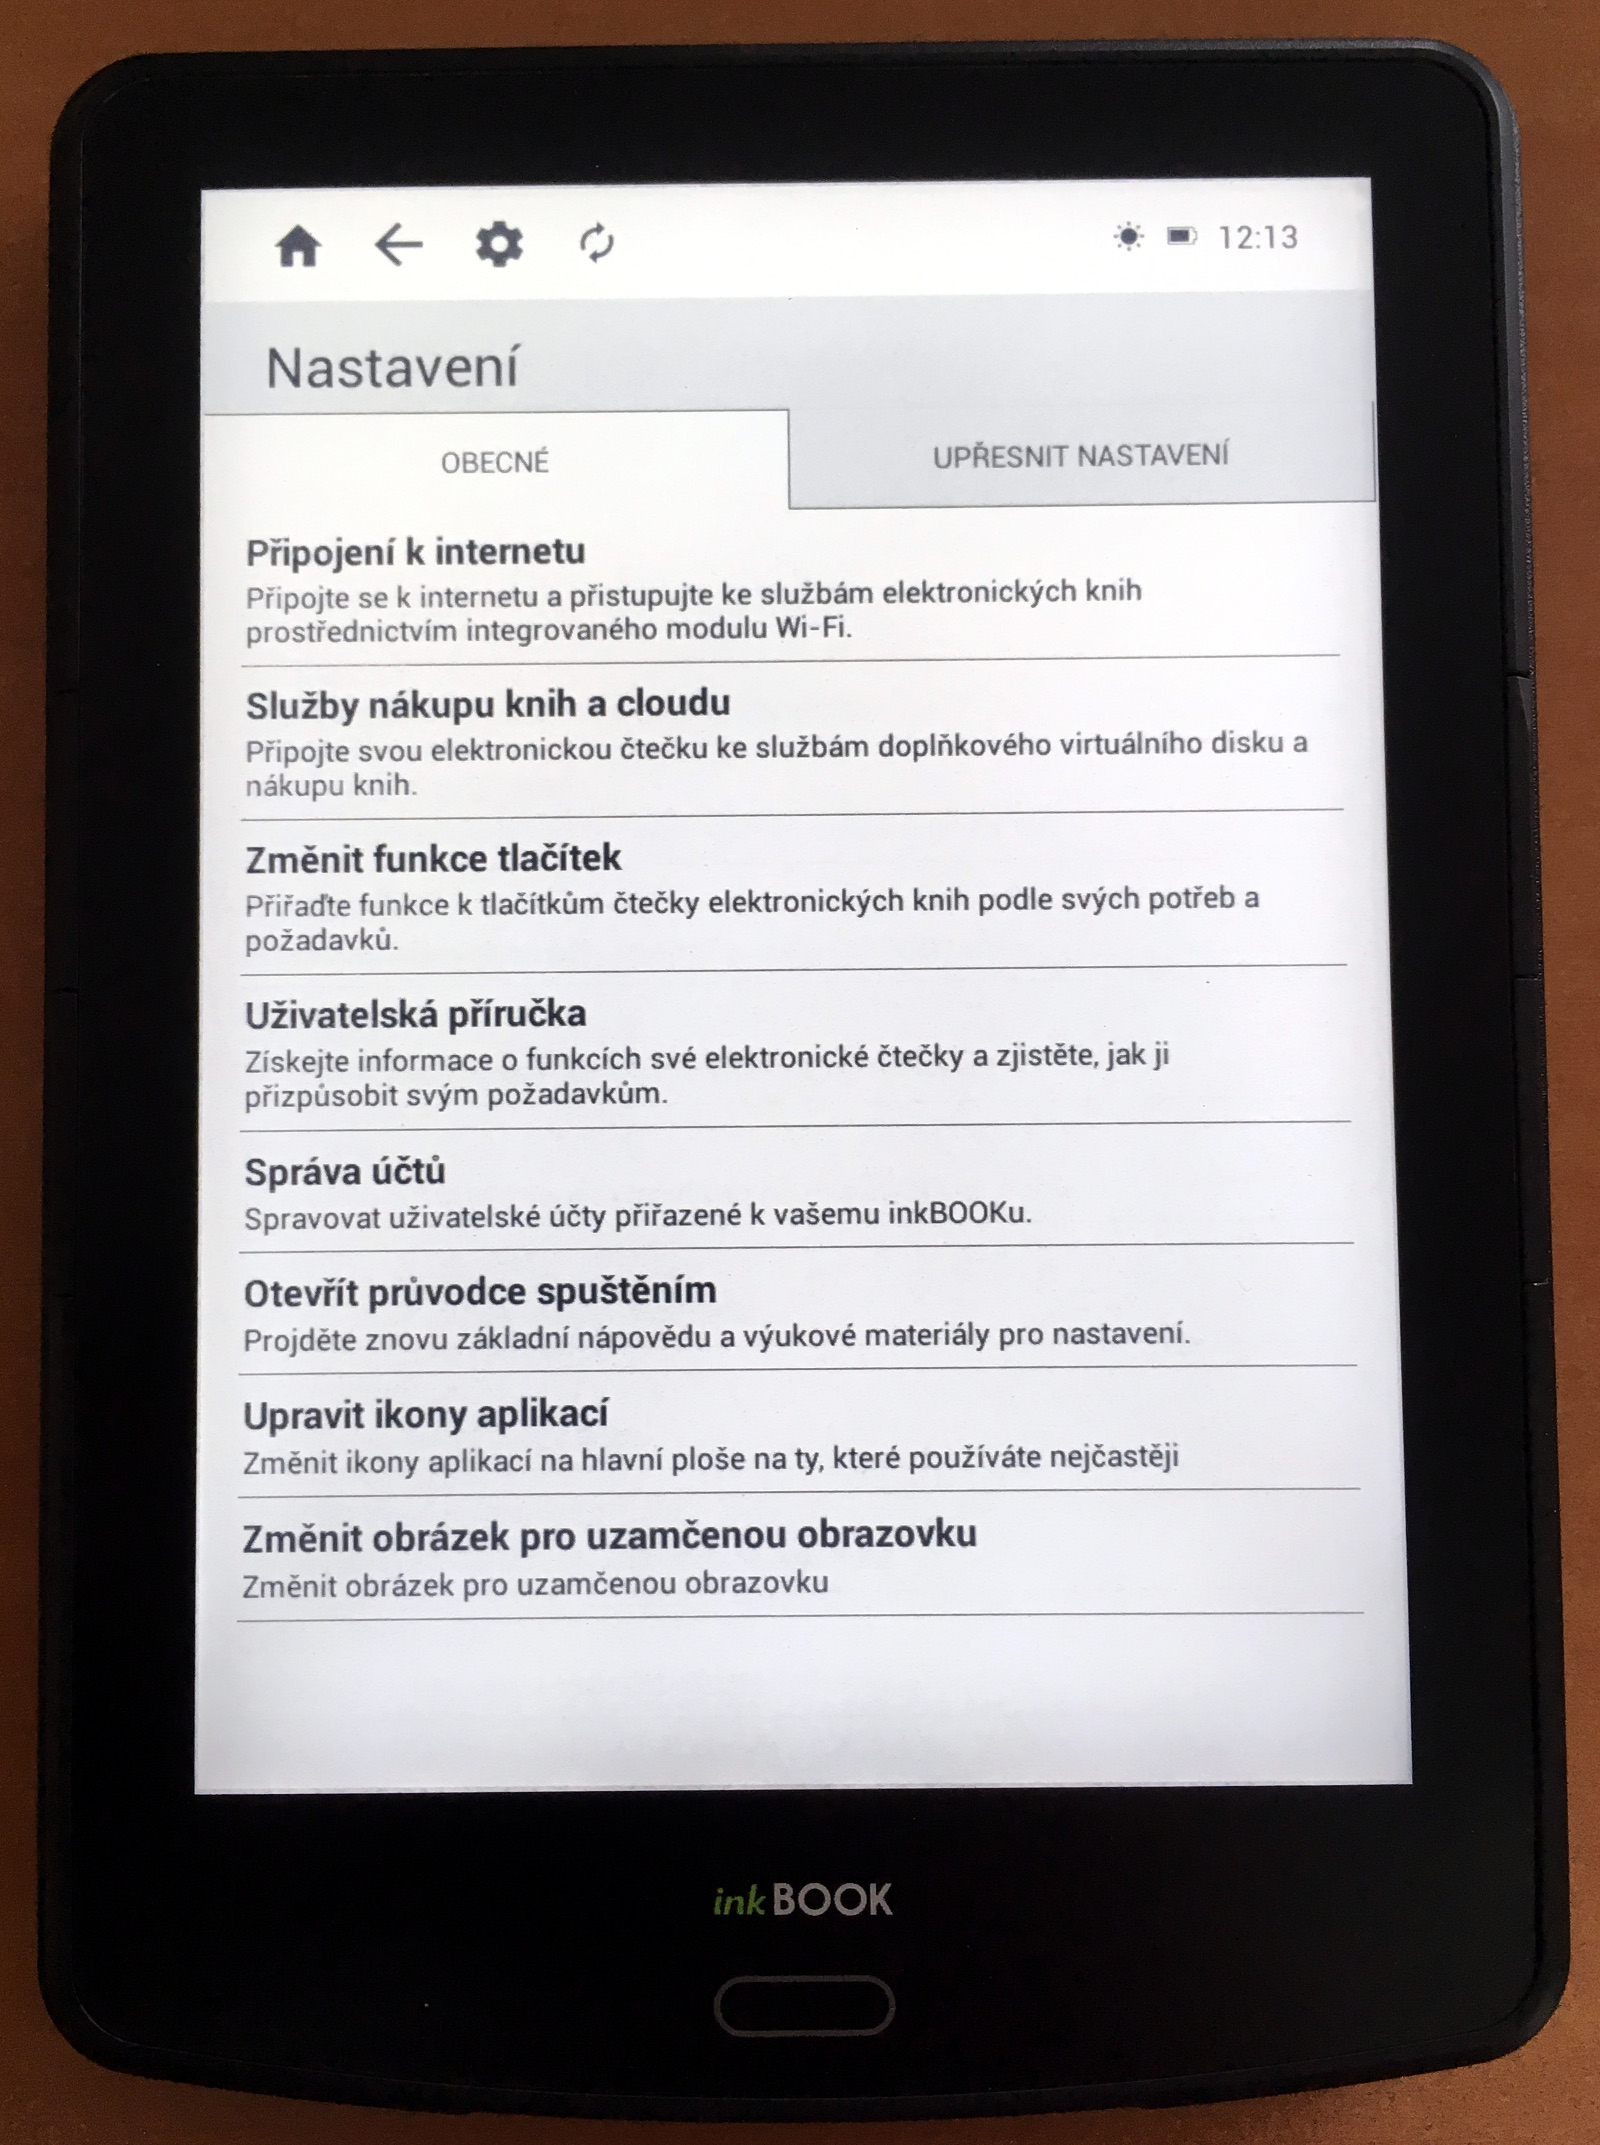 12:13
Nastavení
OBECNÉ
UPŘESNIT NASTAVENÍ
Připojení k internetu
Připojte se k internetu a přistupujte ke službám elektronických knih
prostřednictvím integrovaného modulu Wi-Fi.
Služby nákupu knih a cloudu
Připojte svou elektronickou čtečku ke službám doplňkového virtuálního disku a
nákupu knih.
Změnit funkce tlačítek
Přiřaďte funkce k tlačítkům čtečky elektronických knih podle svých potřeb a
požadavků.
Uživatelská příručka
Získejte informace o funkcích své elektronické čtečky a zjistěte, jak ji
přizpůsobit svým požadavkům.
Správa účtů
Spravovat uživatelské účty přiřazené k vašemu inkBOOKu.
Otevřít průvodce spuštěním
Projděte znovu základní nápovědu a výukové materiály pro nastavení.
Upravit ikony aplikací
Změnit ikony aplikací na hlavní ploše na ty, které používáte nejčastěji
Změnit obrázek pro uzamčenou obrazovku
Změnit obrázek pro uzamčenou obrazovku
inkBOOK